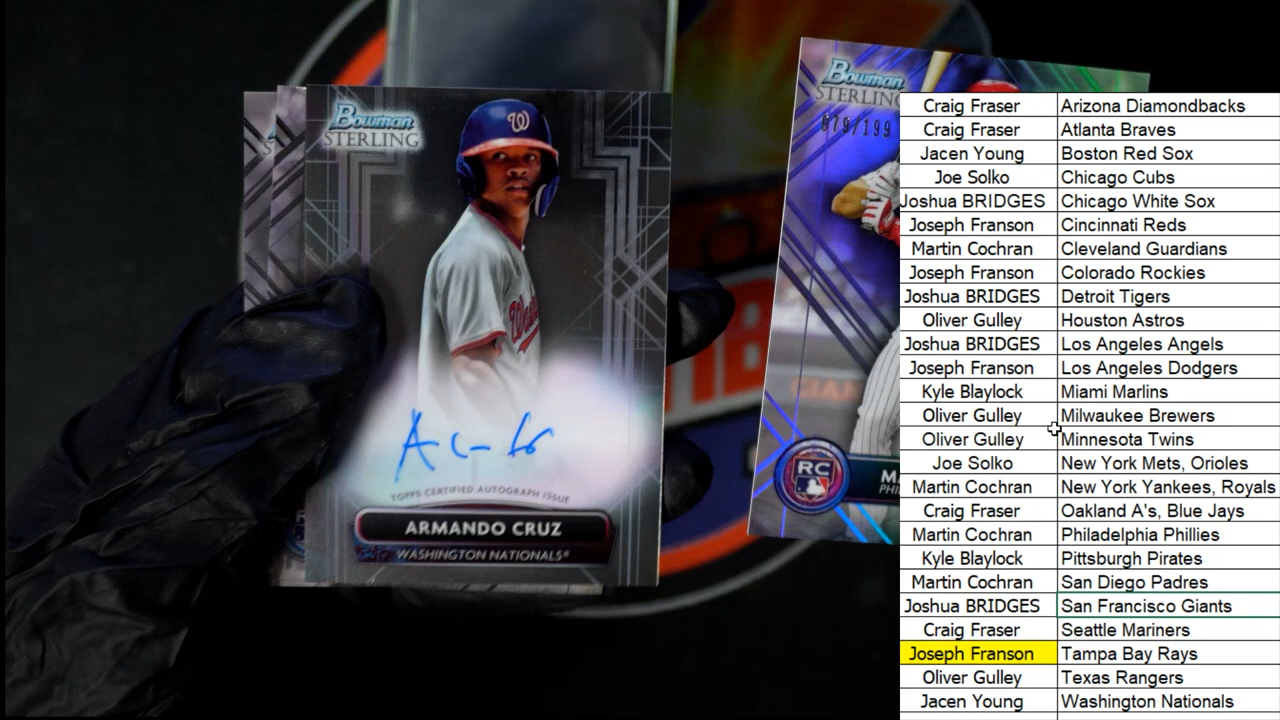 Bowman
STERLING
A C
TOPPS CERTIFIED AUTOGRAPH ISSUE
ARMANDO CRUZ
WASHINGTON NATIONALS®
W
Was
Bowman
STERLING
079/199
RC
M
PHI
Craig Fraser Arizona Diamondbacks
Craig Fraser Atlanta Braves
Jacen Young Boston Red Sox
Joe Solko Chicago Cubs
Joshua BRIDGES Chicago White Sox
Joseph Franson Cincinnati Reds
Martin Cochran Cleveland Guardians
Joseph Franson Colorado Rockies
Joshua BRIDGES Detroit Tigers
Oliver Gulley Houston Astros
Joshua BRIDGES Los Angeles Angels
Joseph Franson Los Angeles Dodgers
Kyle Blaylock Miami Marlins
Oliver Gulley Milwaukee Brewers
Oliver Gulley Minnesota Twins
Joe Solko New York Mets, Orioles
Martin Cochran New York Yankees, Royals
Craig Fraser Oakland A's, Blue Jays
Martin Cochran Philadelphia Phillies
Kyle Blaylock Pittsburgh Pirates
Martin Cochran San Diego Padres
Joshua BRIDGES San Francisco Giants
Craig Fraser Seattle Mariners
Joseph Franson Tampa Bay Rays
Oliver Gulley Texas Rangers
Jacen Young Washington Nationals